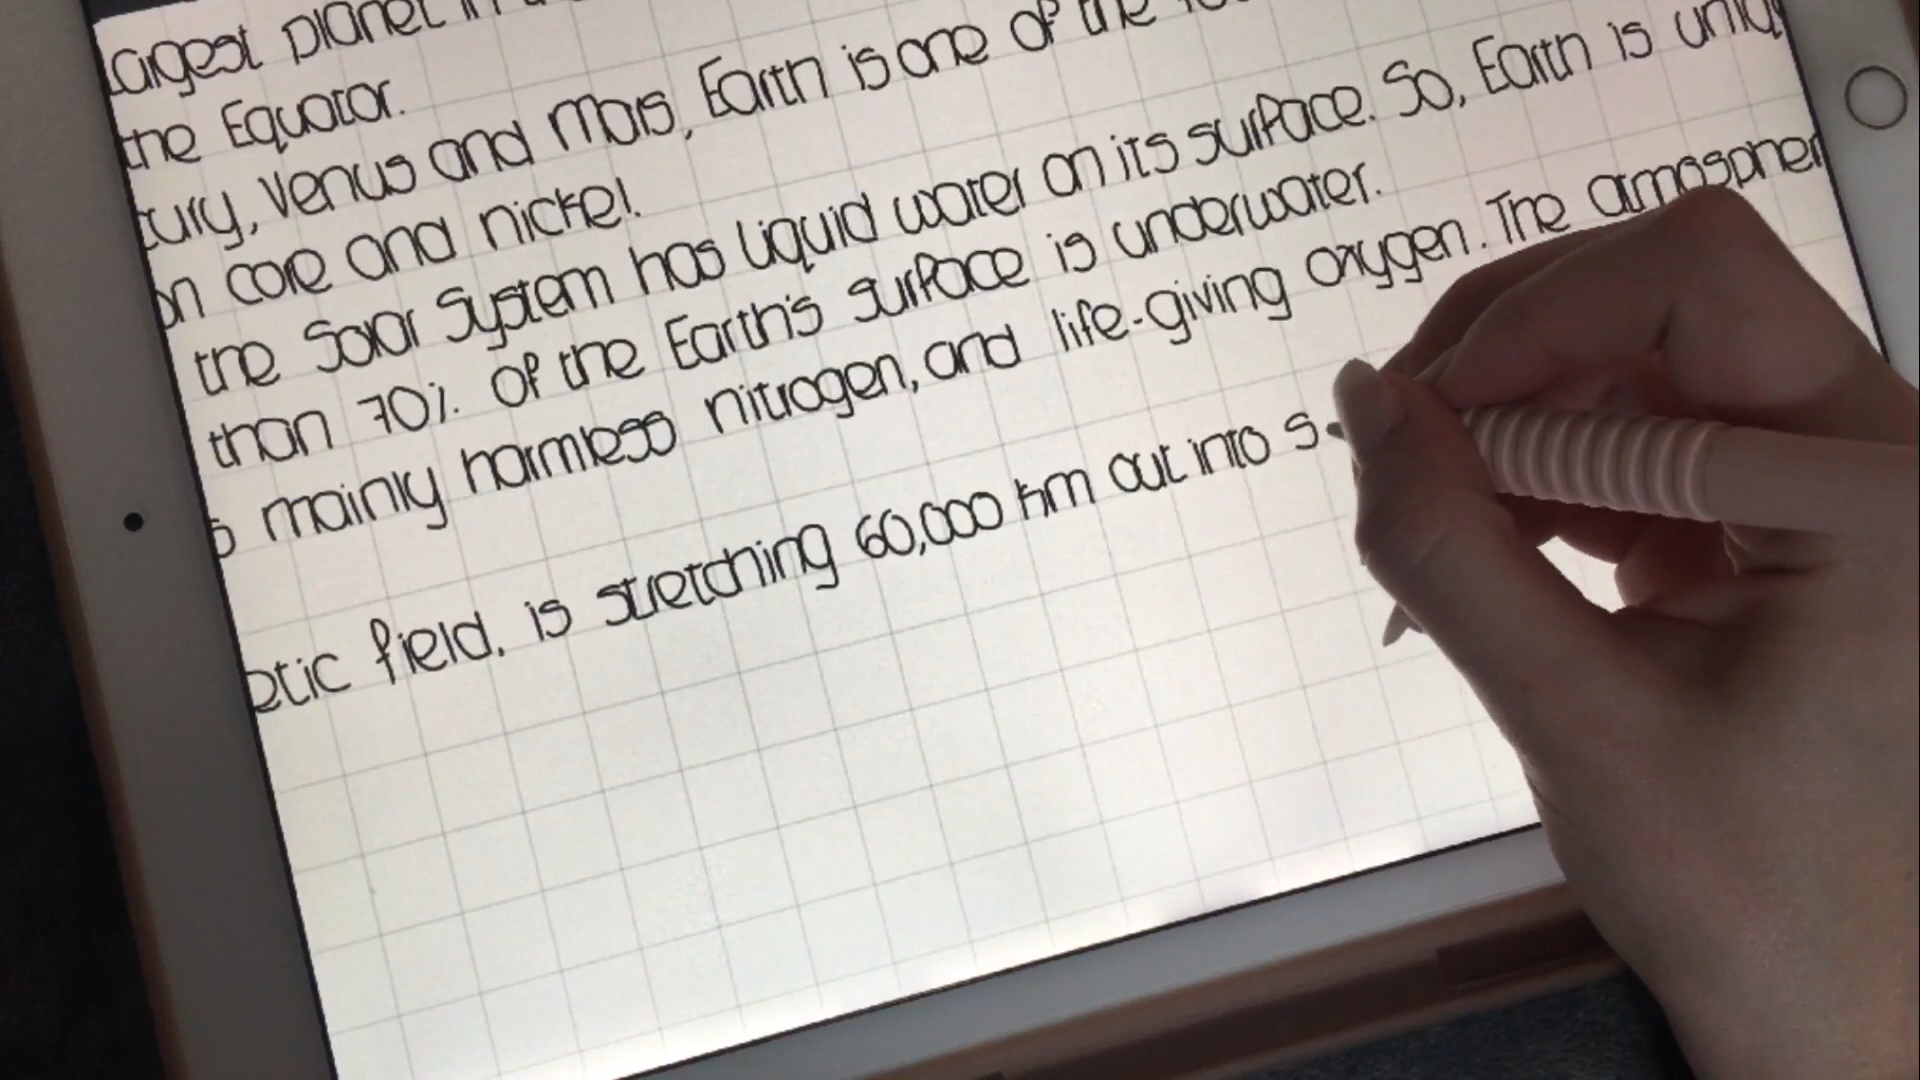 largest planet in
the Equator.
cury, Venus and Mars, Earth is one of the
on core and nickel.
the Solar System has liquid water on its surface. So, Earth is uniq
than 70%. Of the Earth's surface is underwater.
s mainly harmless nitrogen, and life-giving oxygen. The atmospher
etic field, is stretching 60,000 km out into s